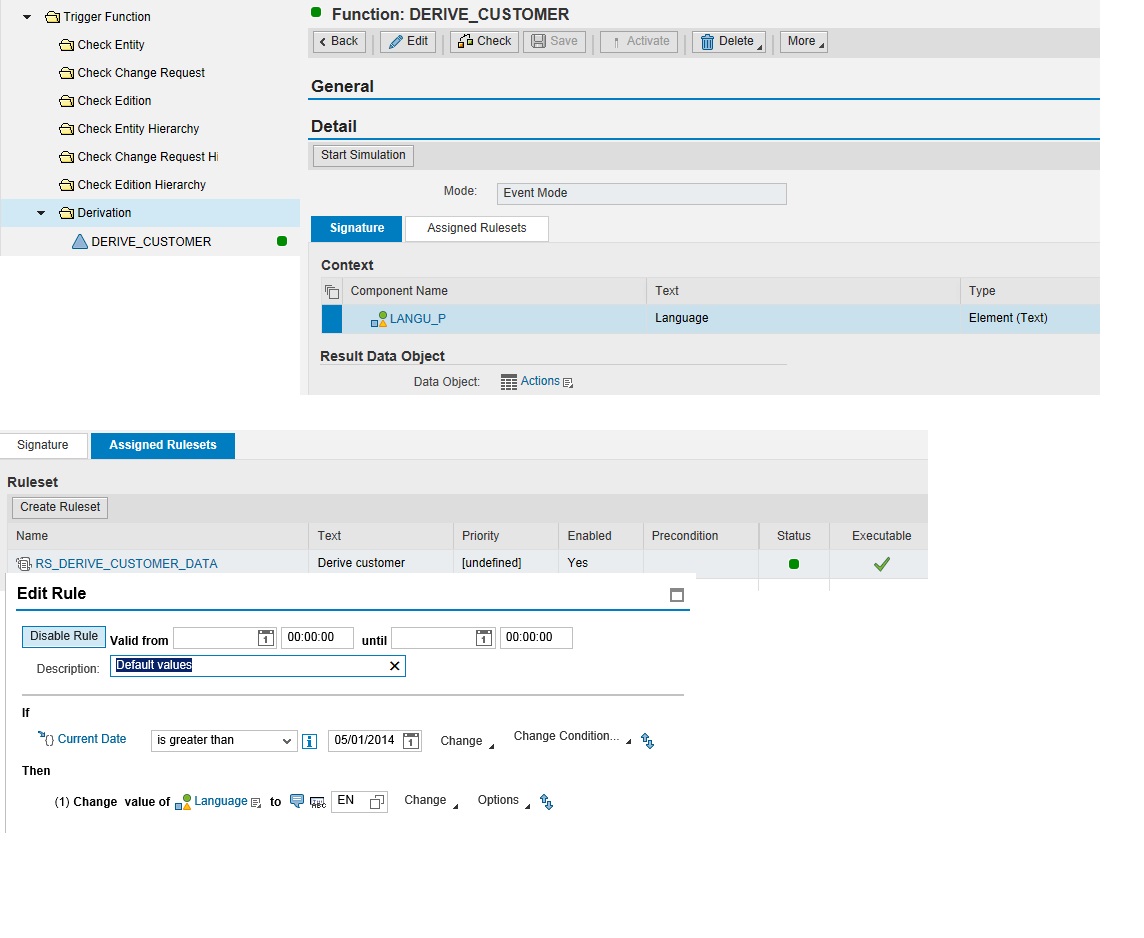 Trigger Function
Check Entity
Check Change Request
Check Edition
Check Entity Hierarchy
Check Change Request Hi
Check Edition Hierarchy
Derivation
DERIVE_CUSTOMER
Function: DERIVE_CUSTOMER
Back Edit Check Save Activate Delete More
General
Detail
Start Simulation
Mode: Event Mode
Signature Assigned Rulesets
Context
Component Name Text Type
LANGU_P Language Element (Text)
Result Data Object
Data Object: Actions
Signature Assigned Rulesets
Ruleset
Create Ruleset
Name Text Priority Enabled Precondition Status Executable
RS_DERIVE_CUSTOMER_DATA Derive customer [undefined] Yes
Edit Rule
Disable Rule Valid from 1 00:00:00 until 1 00:00:00
Description: Default values
If
Current Date is greater than 05/01/2014 1 Change Change Condition...
Then
(1) Change value of Language to ABC EN Change Options